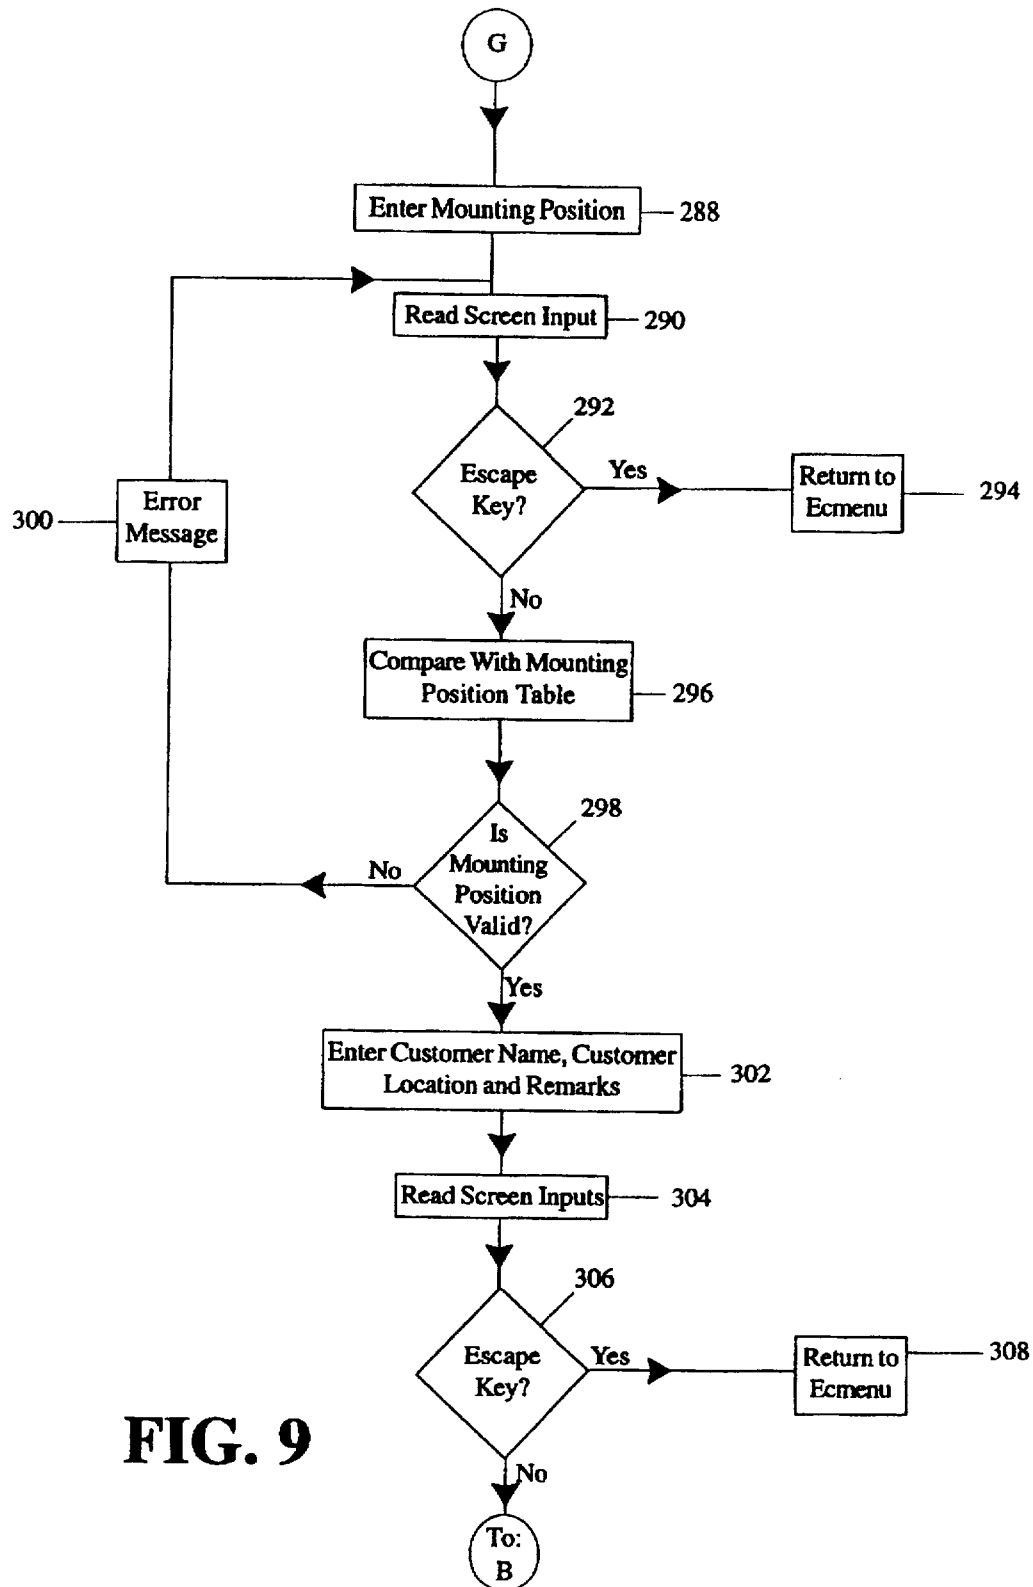 G
Enter Mounting Position
288
Read Screen Input
290
292
Escape
Key?
Yes
Return to
Ecmenu
294
Error
Message
300
No
Compare With Mounting
Position Table
296
298
Is
Mounting
Position
Valid?
No
Yes
Enter Customer Name, Customer
Location and Remarks
302
Read Screen Inputs
304
306
Escape
Key?
Yes
Return to
Ecmenu
308
FIG. 9
No
To:
B